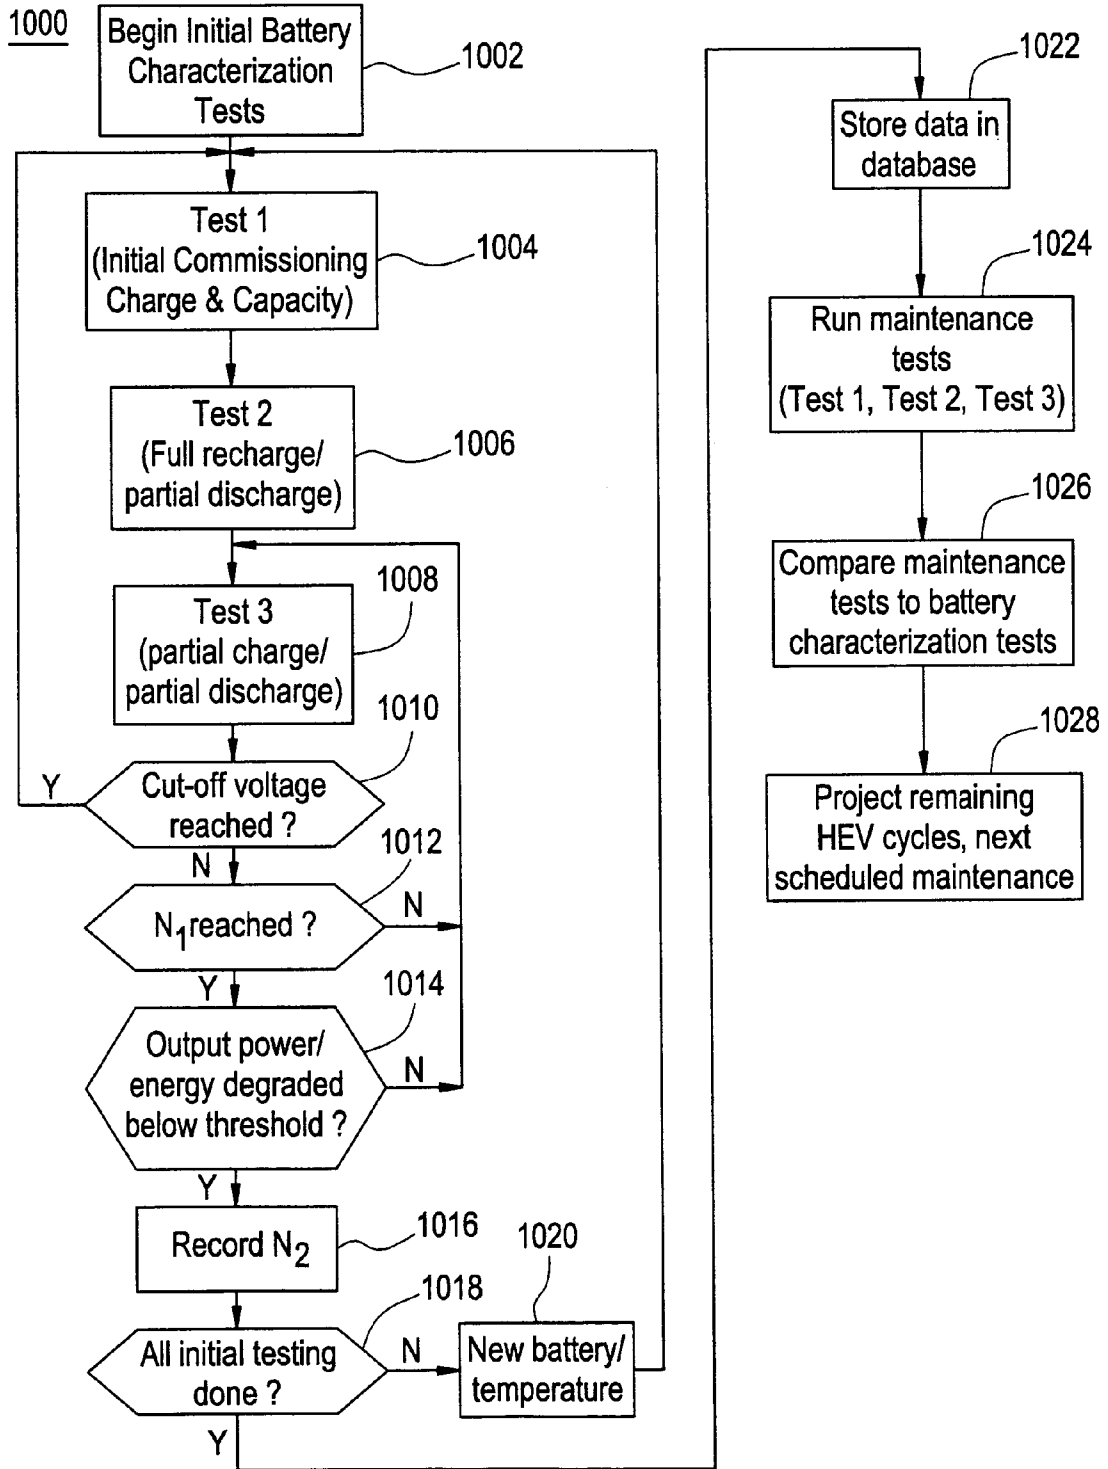 1000
Begin Initial Battery
Characterization
Tests
1002
Test 1
(Initial Commissioning
Charge & Capacity)
1004
Test 2
(Full recharge/
partial discharge)
1006
Test 3
(partial charge/
partial discharge)
1008
Cut-off voltage
reached ?
1010
Y
N
N1 reached ?
1012
N
Y
Output power/
energy degraded
below threshold ?
1014
N
Y
Record N2
1016
All initial testing
done ?
1018
N
Y
New battery/
temperature
1020
Store data in
database
1022
Run maintenance
tests
(Test 1, Test 2, Test 3)
1024
Compare maintenance
tests to battery
characterization tests
1026
Project remaining
HEV cycles, next
scheduled maintenance
1028